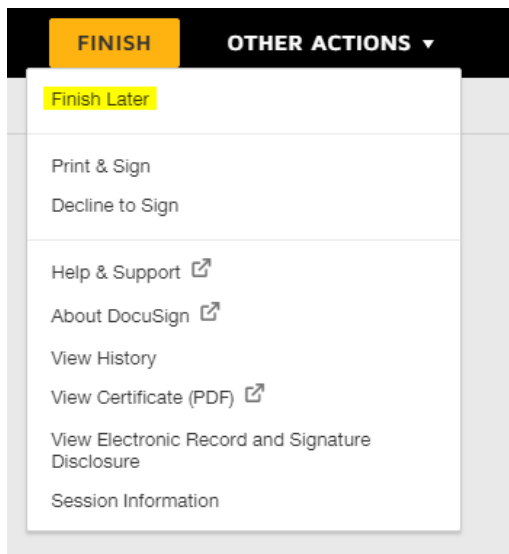 FINISH OTHER ACTIONS
Finish Later
Print & Sign
Decline to Sign
Help & Support
About DocuSign
View History
View Certificate (PDF)
View Electronic Record and Signature
Disclosure
Session Information